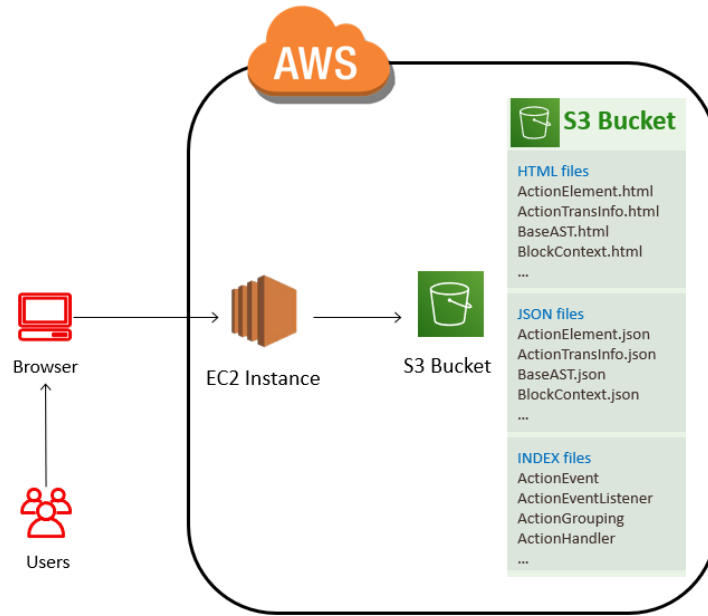 AWS
S3 Bucket
HTML files
ActionElement.html
ActionTransInfo.html
BaseAST.html
BlockContext.html
...
JSON files
ActionElement.json
ActionTransInfo.json
BaseAST.json
BlockContext.json
...
INDEX files
ActionEvent
ActionEventListener
ActionGrouping
ActionHandler
...
Browser
EC2 Instance
S3 Bucket
Users